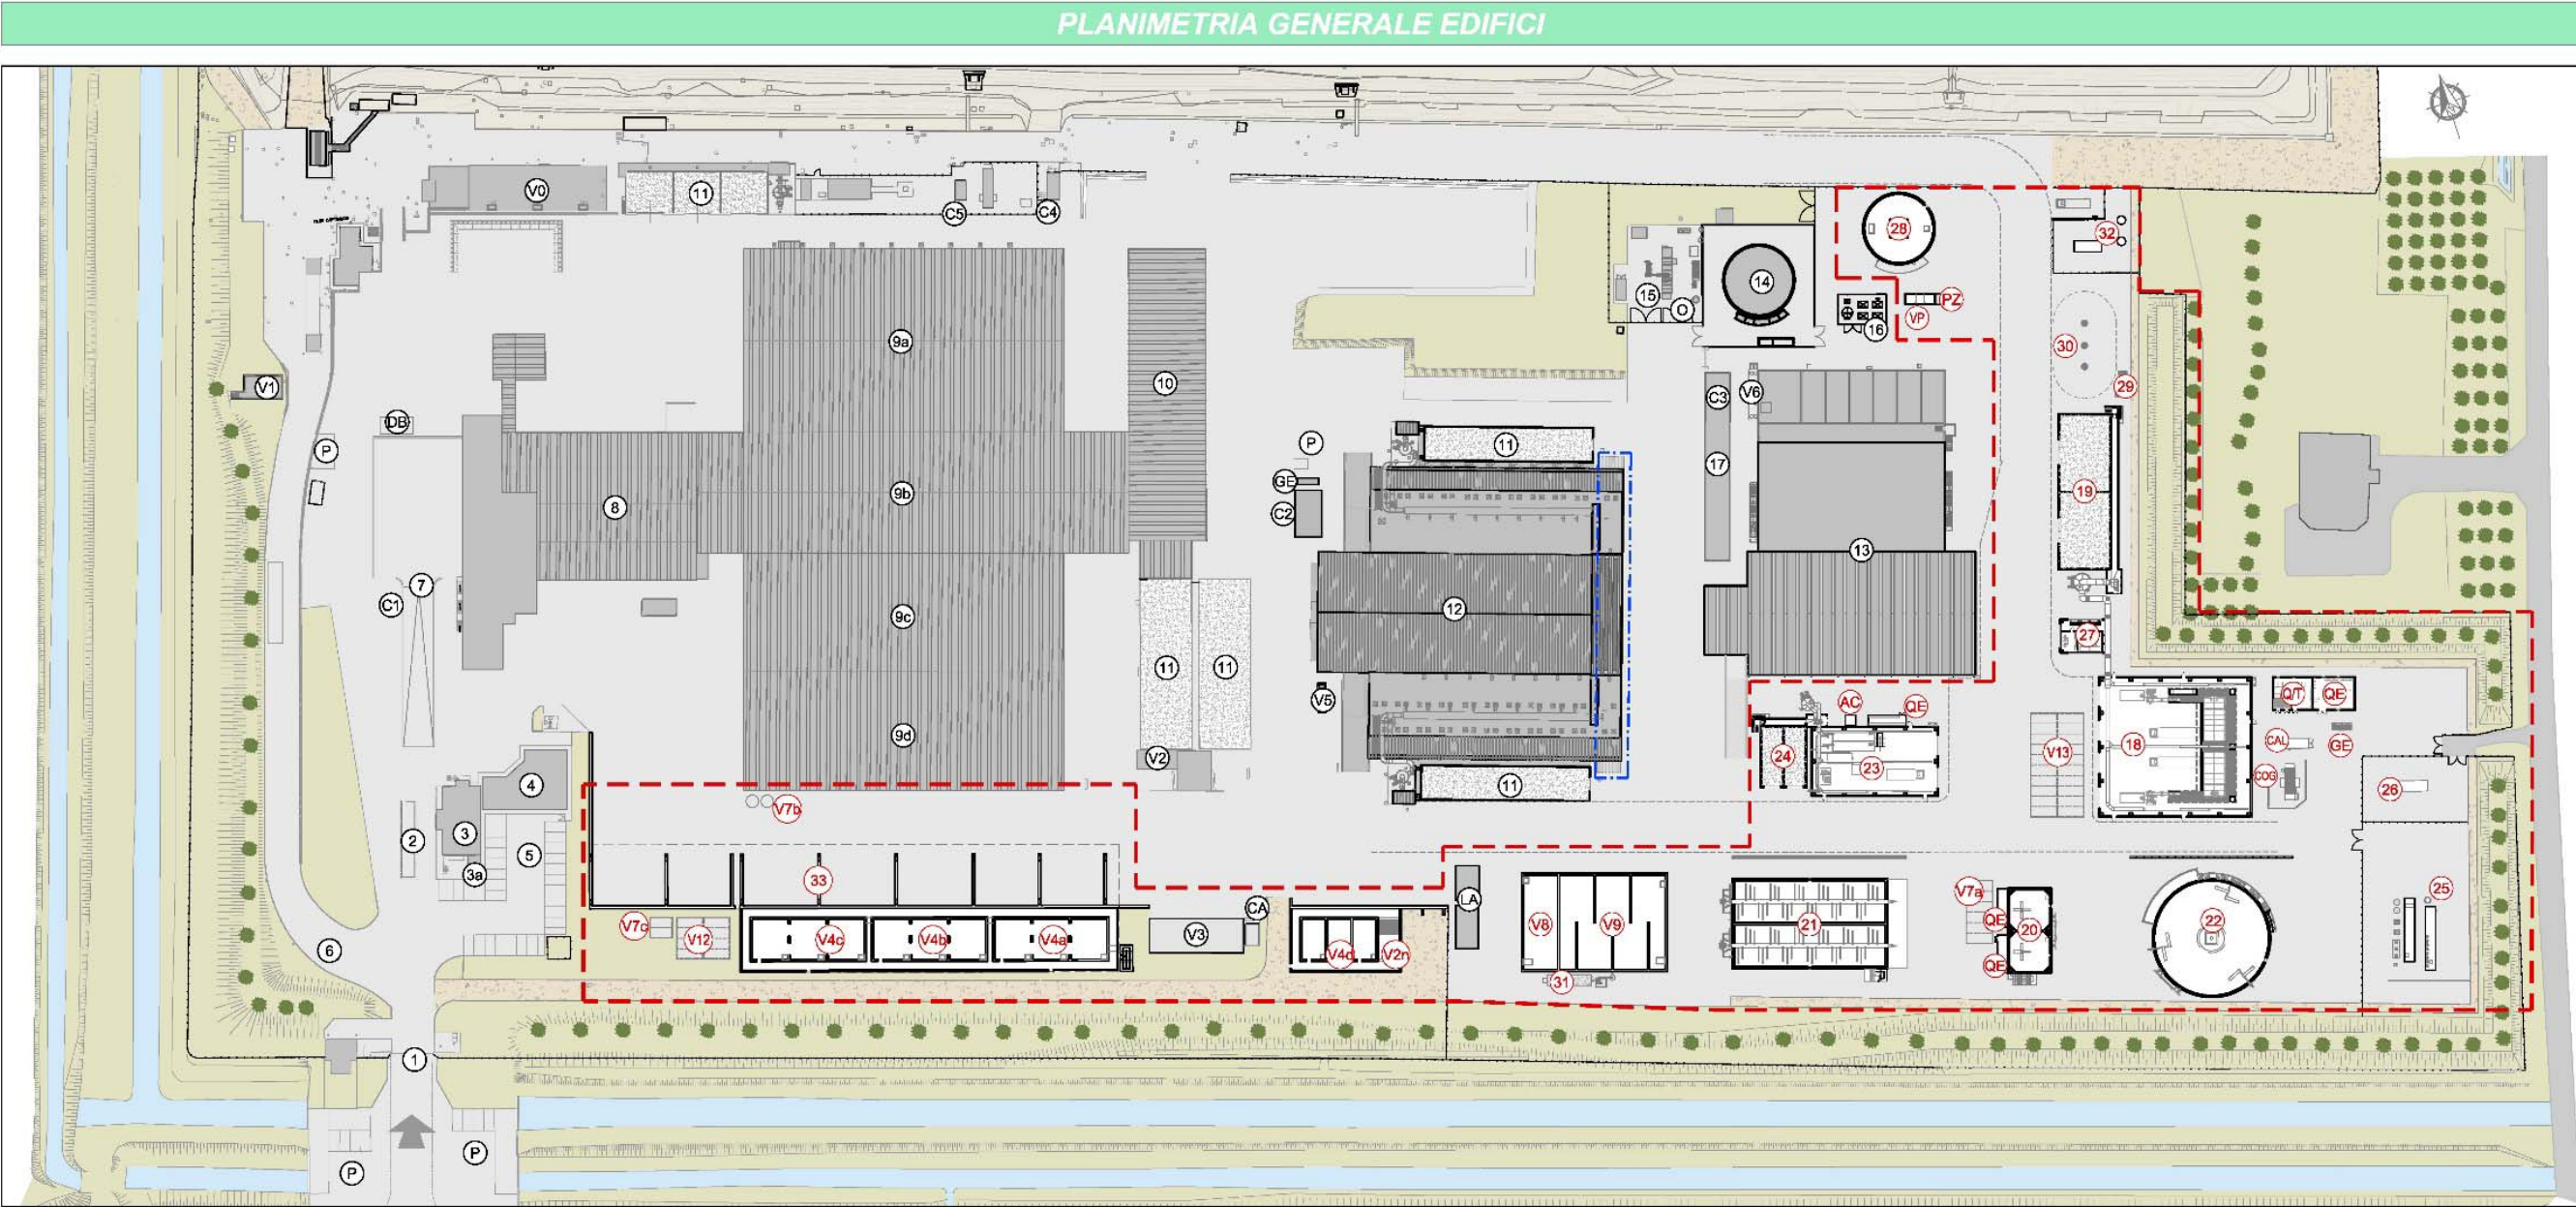 PLANIMETRIA GENERALE EDIFICI
V0
11
C5
C4
28
32
14
15
O
16
PZ
VP
30
29
9a
10
V1
DB
P
C3
V6
11
P
17
GE
C2
19
9b
8
13
7
C1
12
9c
27
11
11
V5
Q/T
QE
AC
QE
9d
V2
24
23
V13
18
CAL
GE
COG
26
4
11
V7b
2
3
5
3a
33
LA
CA
V7c
V12
V4c
V4b
V4a
V3
V4d
V2n
V8
V9
31
21
V7a
QE
20
QE
22
25
6
1
P
P